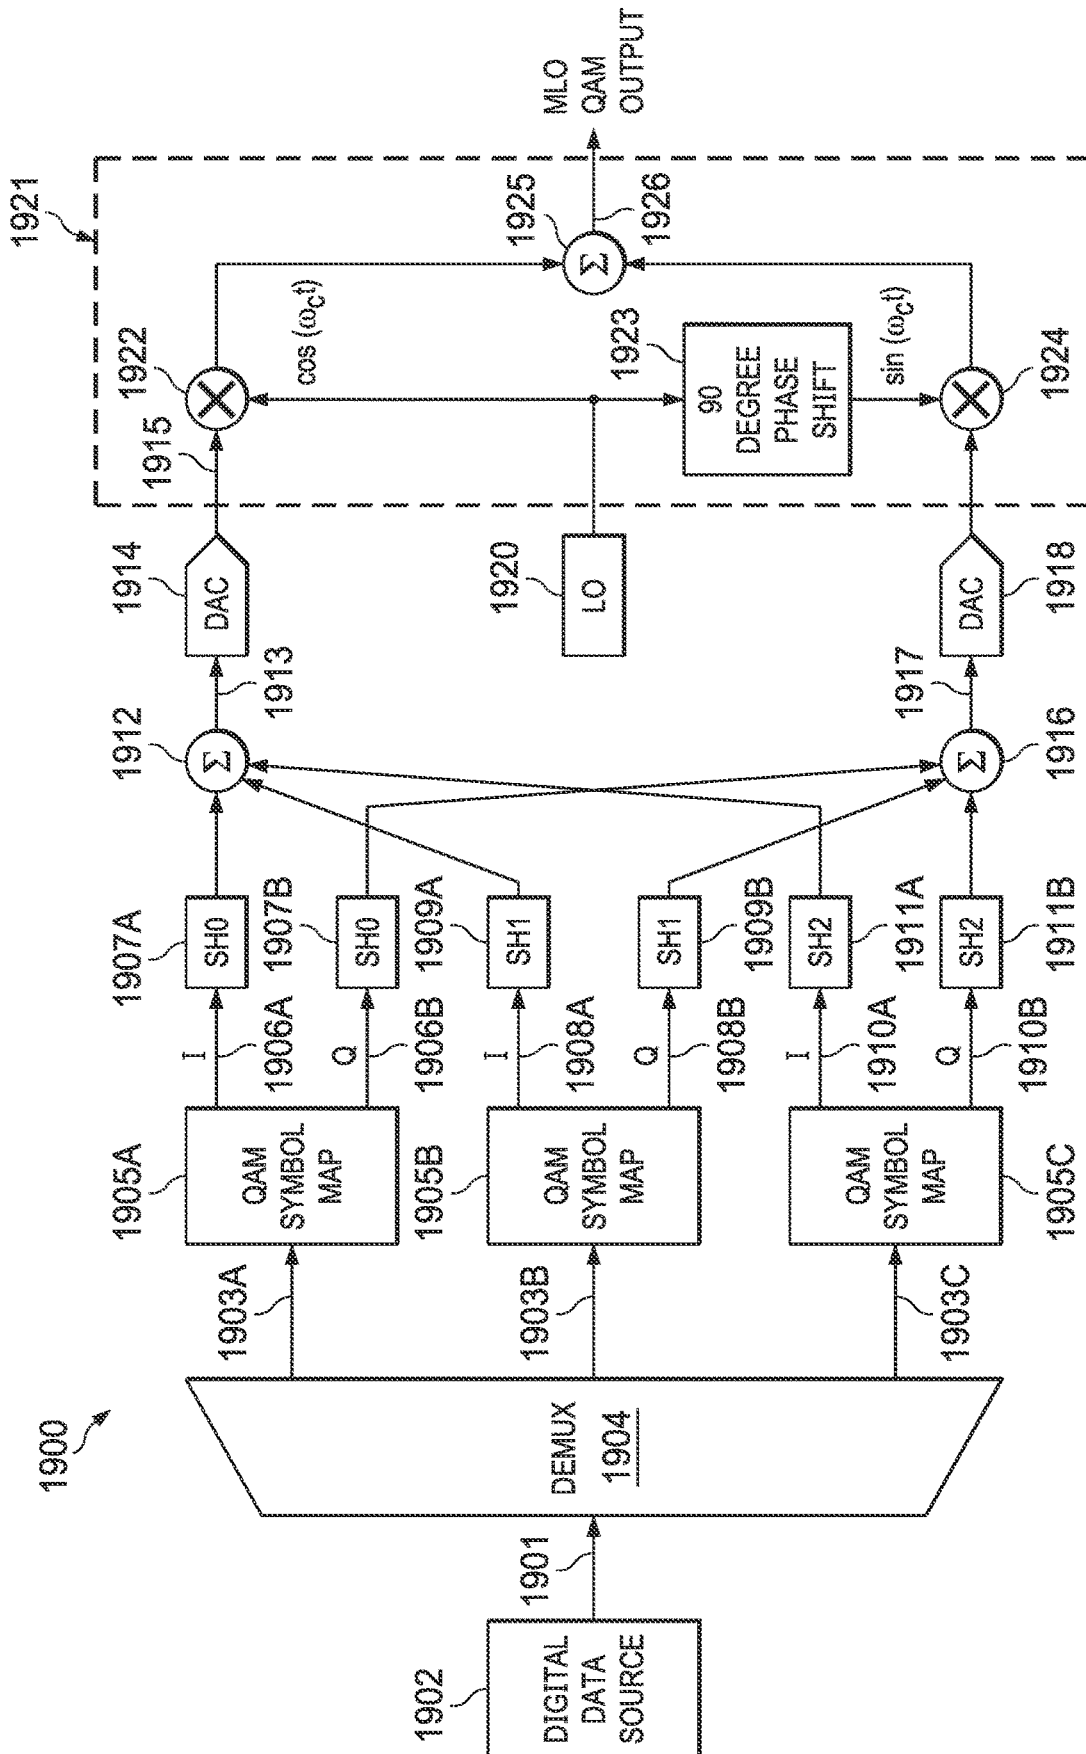 1900
1902
DIGITAL
DATA
SOURCE
1901
DEMUX
1904
1903A
1903B
1903C
1905A
QAM
SYMBOL
MAP
1905B
QAM
SYMBOL
MAP
QAM
SYMBOL
MAP
1905C
I
1906A
Q
1906B
I
1908A
Q
1908B
I
1910A
Q
1910B
1907A
SH0
SH0
1907B
SH1
1909A
SH1
1909B
SH2
1911A
SH2
1911B
1912
Σ
1913
1914
DAC
1915
Σ
1916
1917
DAC
1918
1920
LO
1921
1922
cos (ωCt)
1923
90
DEGREE
PHASE
SHIFT
sin (ωCt)
1924
1925
Σ
1926
MLO
QAM
OUTPUT